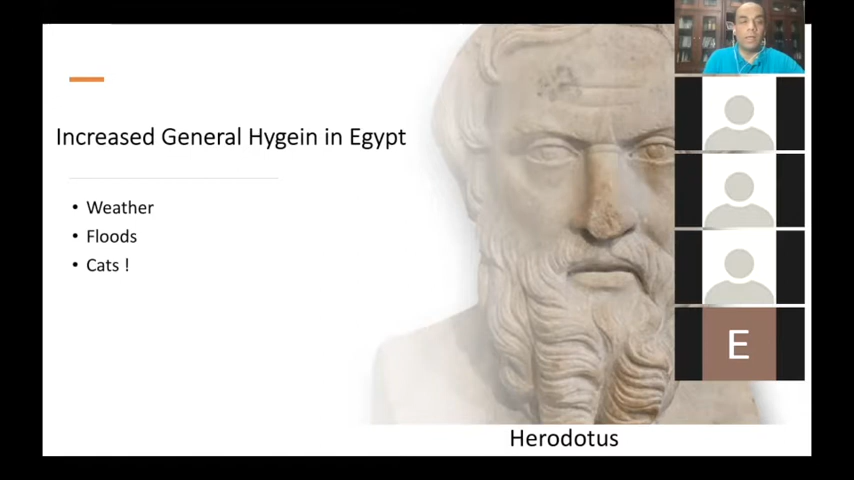 Increased General Hygein in Egypt
• Weather
• Floods
• Cats !
Herodotus
E